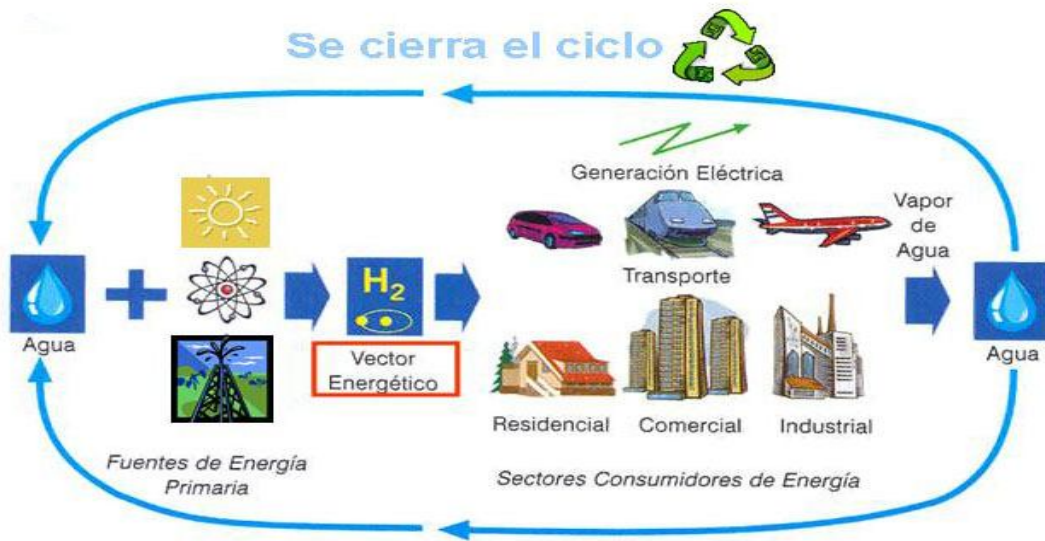 Se cierra el ciclo
Generación Eléctrica
Vapor
de
Agua
Transporte
H2
Agua
Vector
Energético
Agua
Residencial
Comercial
Industrial
Fuentes de Energía
Primaria
Sectores Consumidores de Energía